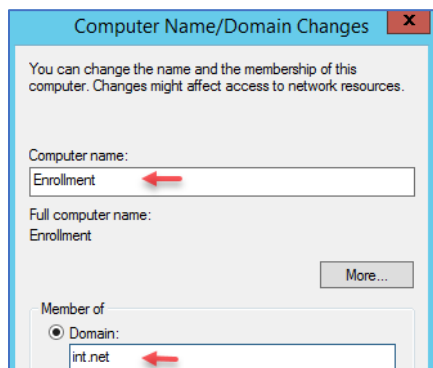 Computer Name/Domain Changes
X
You can change the name and the membership of this
computer. Changes might affect access to network resources.
Computer name:
Enrollment
Full computer name:
Enrollment
More...
Member of
Domain:
int.net